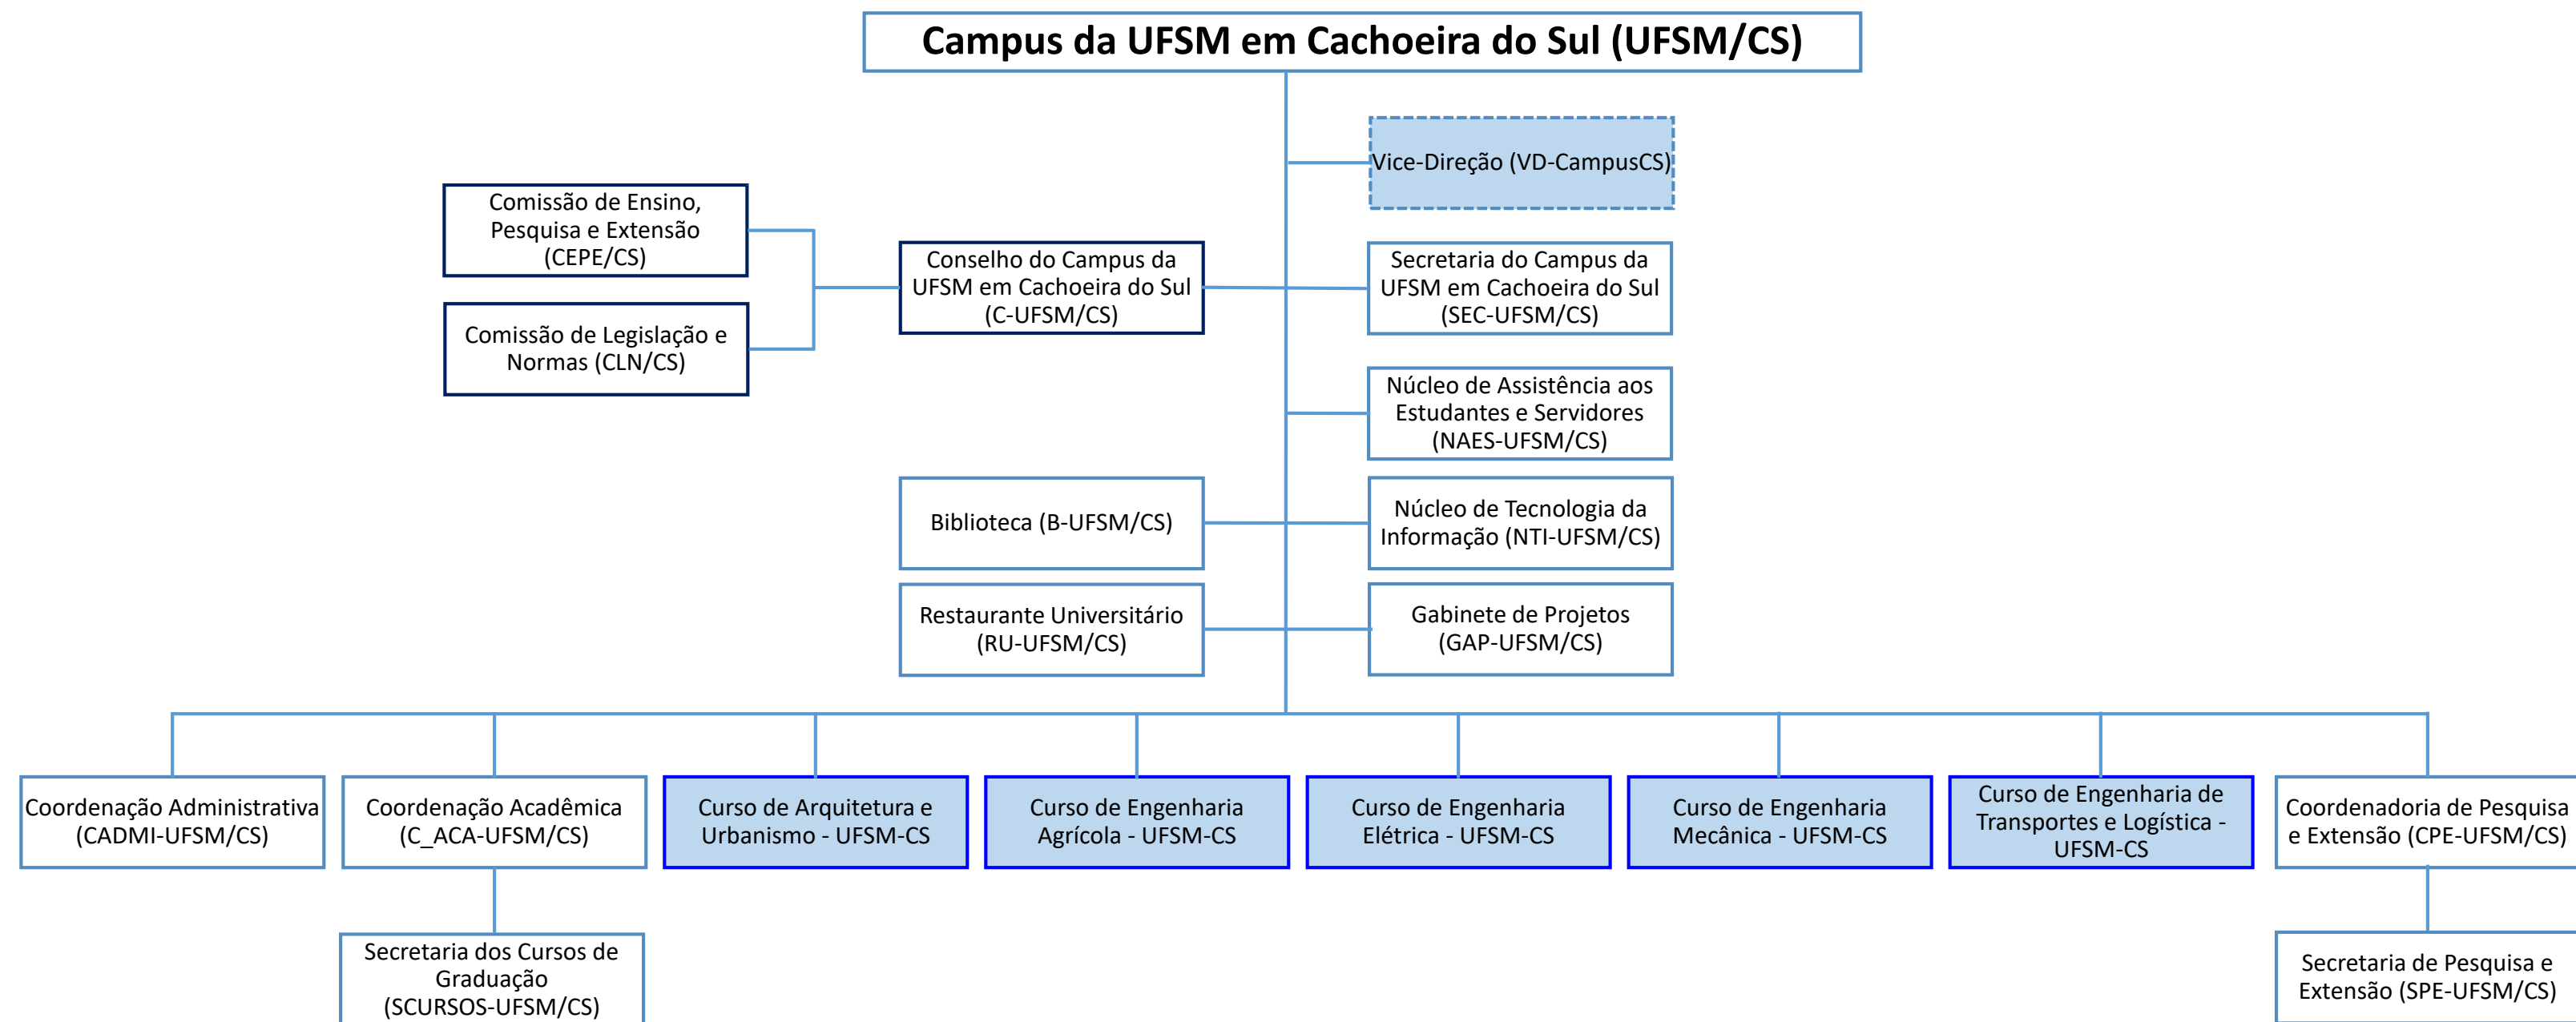 Campus da UFSM em Cachoeira do Sul (UFSM/CS)
Vice-Direção (VD-CampusCS)
Comissão de Ensino,
Pesquisa e Extensão
(CEPE/CS)
Conselho do Campus da
UFSM em Cachoeira do Sul
(C-UFSM/CS)
Secretaria do Campus da
UFSM em Cachoeira do Sul
(SEC-UFSM/CS)
Comissão de Legislação e
Normas (CLN/CS)
Núcleo de Assistência aos
Estudantes e Servidores
(NAES-UFSM/CS)
Biblioteca (B-UFSM/CS)
Núcleo de Tecnologia da
Informação (NTI-UFSM/CS)
Restaurante Universitário
(RU-UFSM/CS)
Gabinete de Projetos
(GAP-UFSM/CS)
Coordenação Administrativa
(CADMI-UFSM/CS)
Coordenação Acadêmica
(C_ACA-UFSM/CS)
Curso de Arquitetura e
Urbanismo - UFSM-CS
Curso de Engenharia
Agrícola - UFSM-CS
Curso de Engenharia
Elétrica - UFSM-CS
Curso de Engenharia
Mecânica - UFSM-CS
Curso de Engenharia de
Transportes e Logística -
UFSM-CS
Coordenadoria de Pesquisa
e Extensão (CPE-UFSM/CS)
Secretaria dos Cursos de
Graduação
(SCURSOS-UFSM/CS)
Secretaria de Pesquisa e
Extensão (SPE-UFSM/CS)